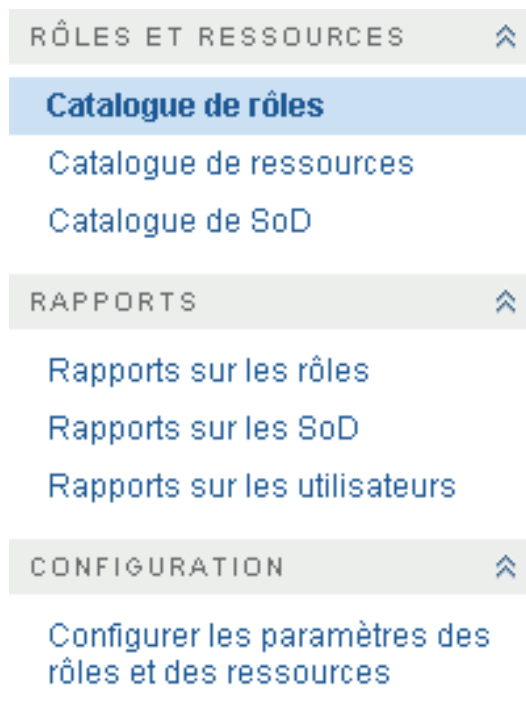 RÔLES ET RESSOURCES
Catalogue de rôles
Catalogue de ressources
Catalogue de SoD
RAPPORTS
Rapports sur les rôles
Rapports sur les SoD
Rapports sur les utilisateurs
CONFIGURATION
Configurer les paramètres des
rôles et des ressources